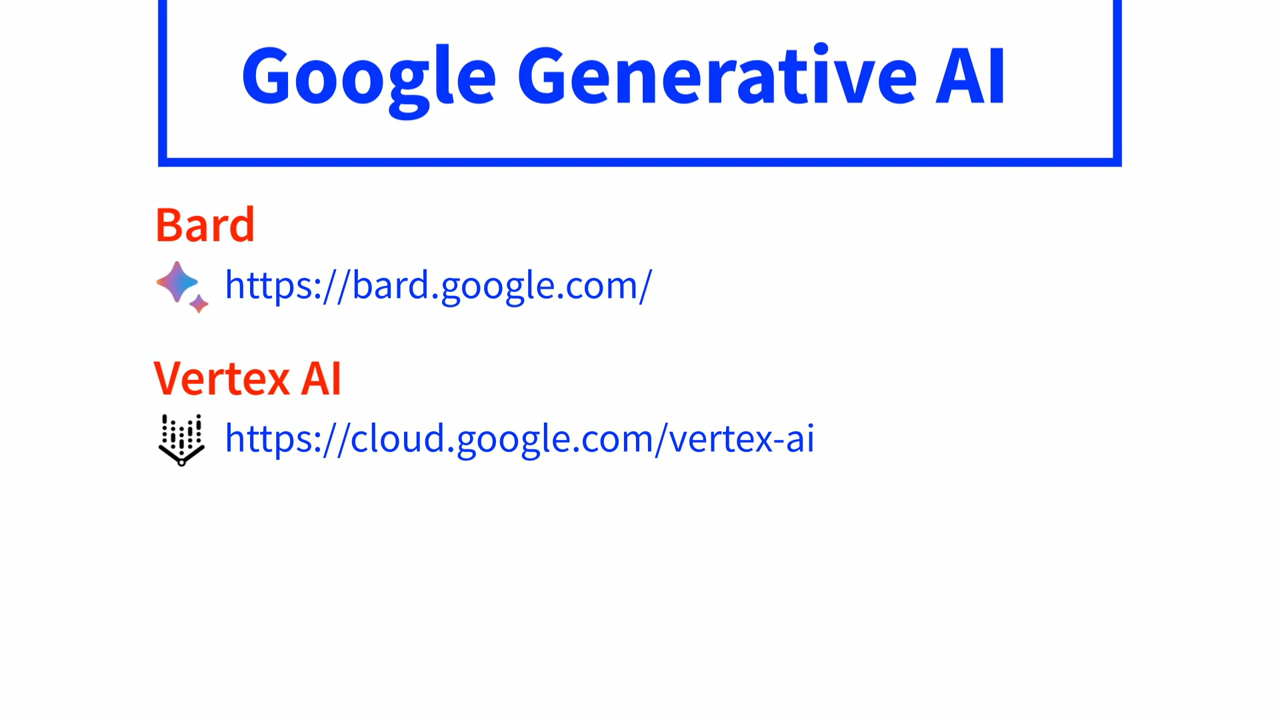 Google Generative AI
Bard
https://bard.google.com/
Vertex AI
https://cloud.google.com/vertex-ai